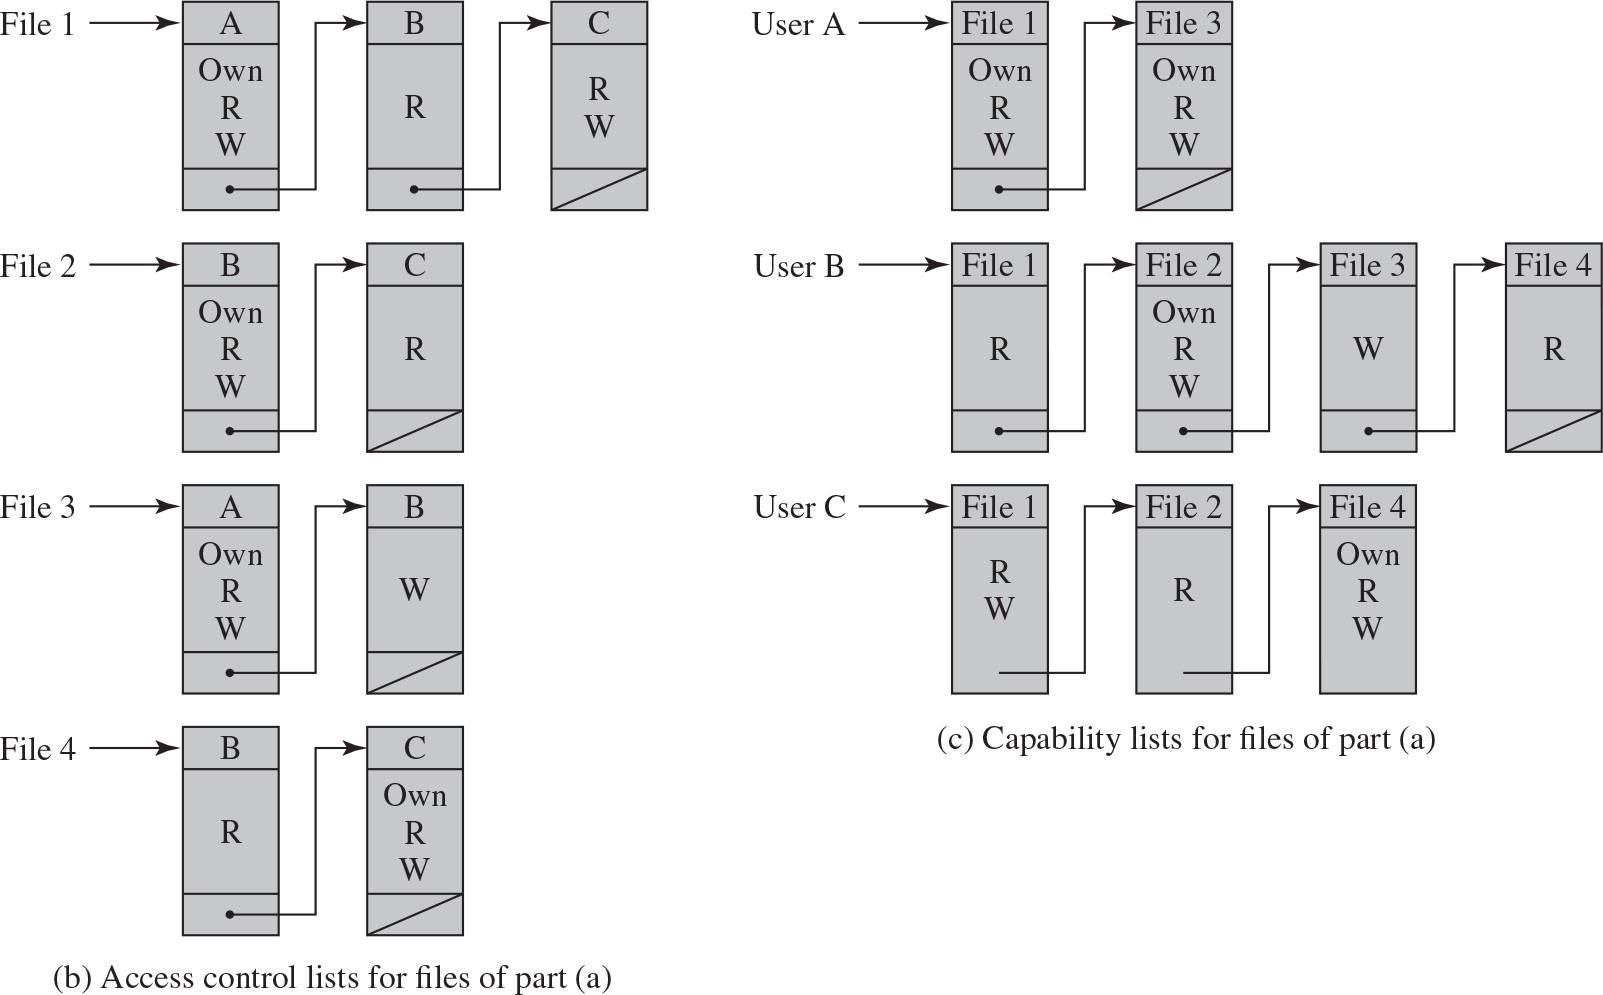 File 1
A
Own
R
W
B
R
C
R
W
File 2
B
Own
R
W
C
R
File 3
A
Own
R
W
B
W
File 4
B
R
C
Own
R
W
(b) Access control lists for files of part (a)
User A
File 1
Own
R
W
File 3
Own
R
W
User B
File 1
R
File 2
Own
R
W
File 3
W
File 4
R
User C
File 1
R
W
File 2
R
File 4
Own
R
W
(c) Capability lists for files of part (a)